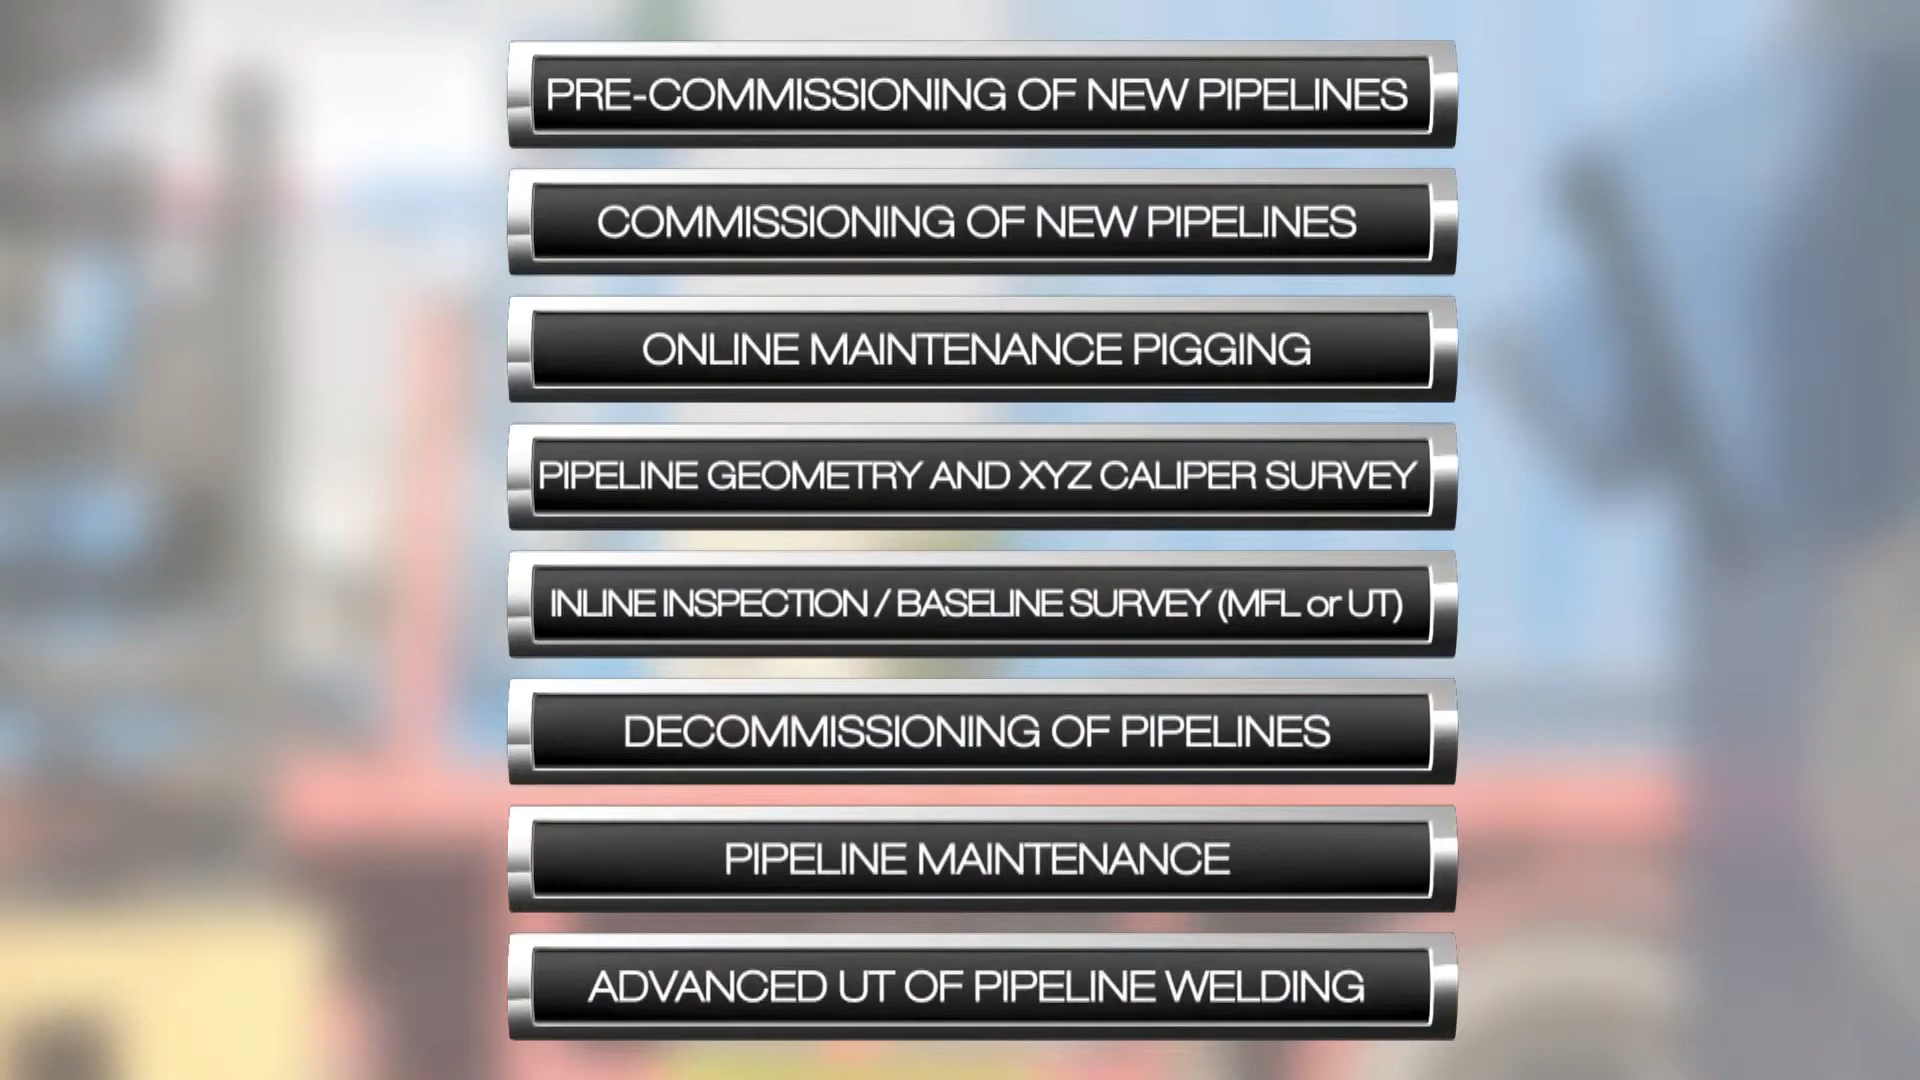 PRE-COMMISSIONING OF NEW PIPELINES
COMMISSIONING OF NEW PIPELINES
ONLINE MAINTENANCE PIGGING
PIPELINE GEOMETRY AND XYZ CALIPER SURVEY
INLINE INSPECTION / BASELINE SURVEY (MFL or UT)
DECOMMISSIONING OF PIPELINES
PIPELINE MAINTENANCE
ADVANCED UT OF PIPELINE WELDING